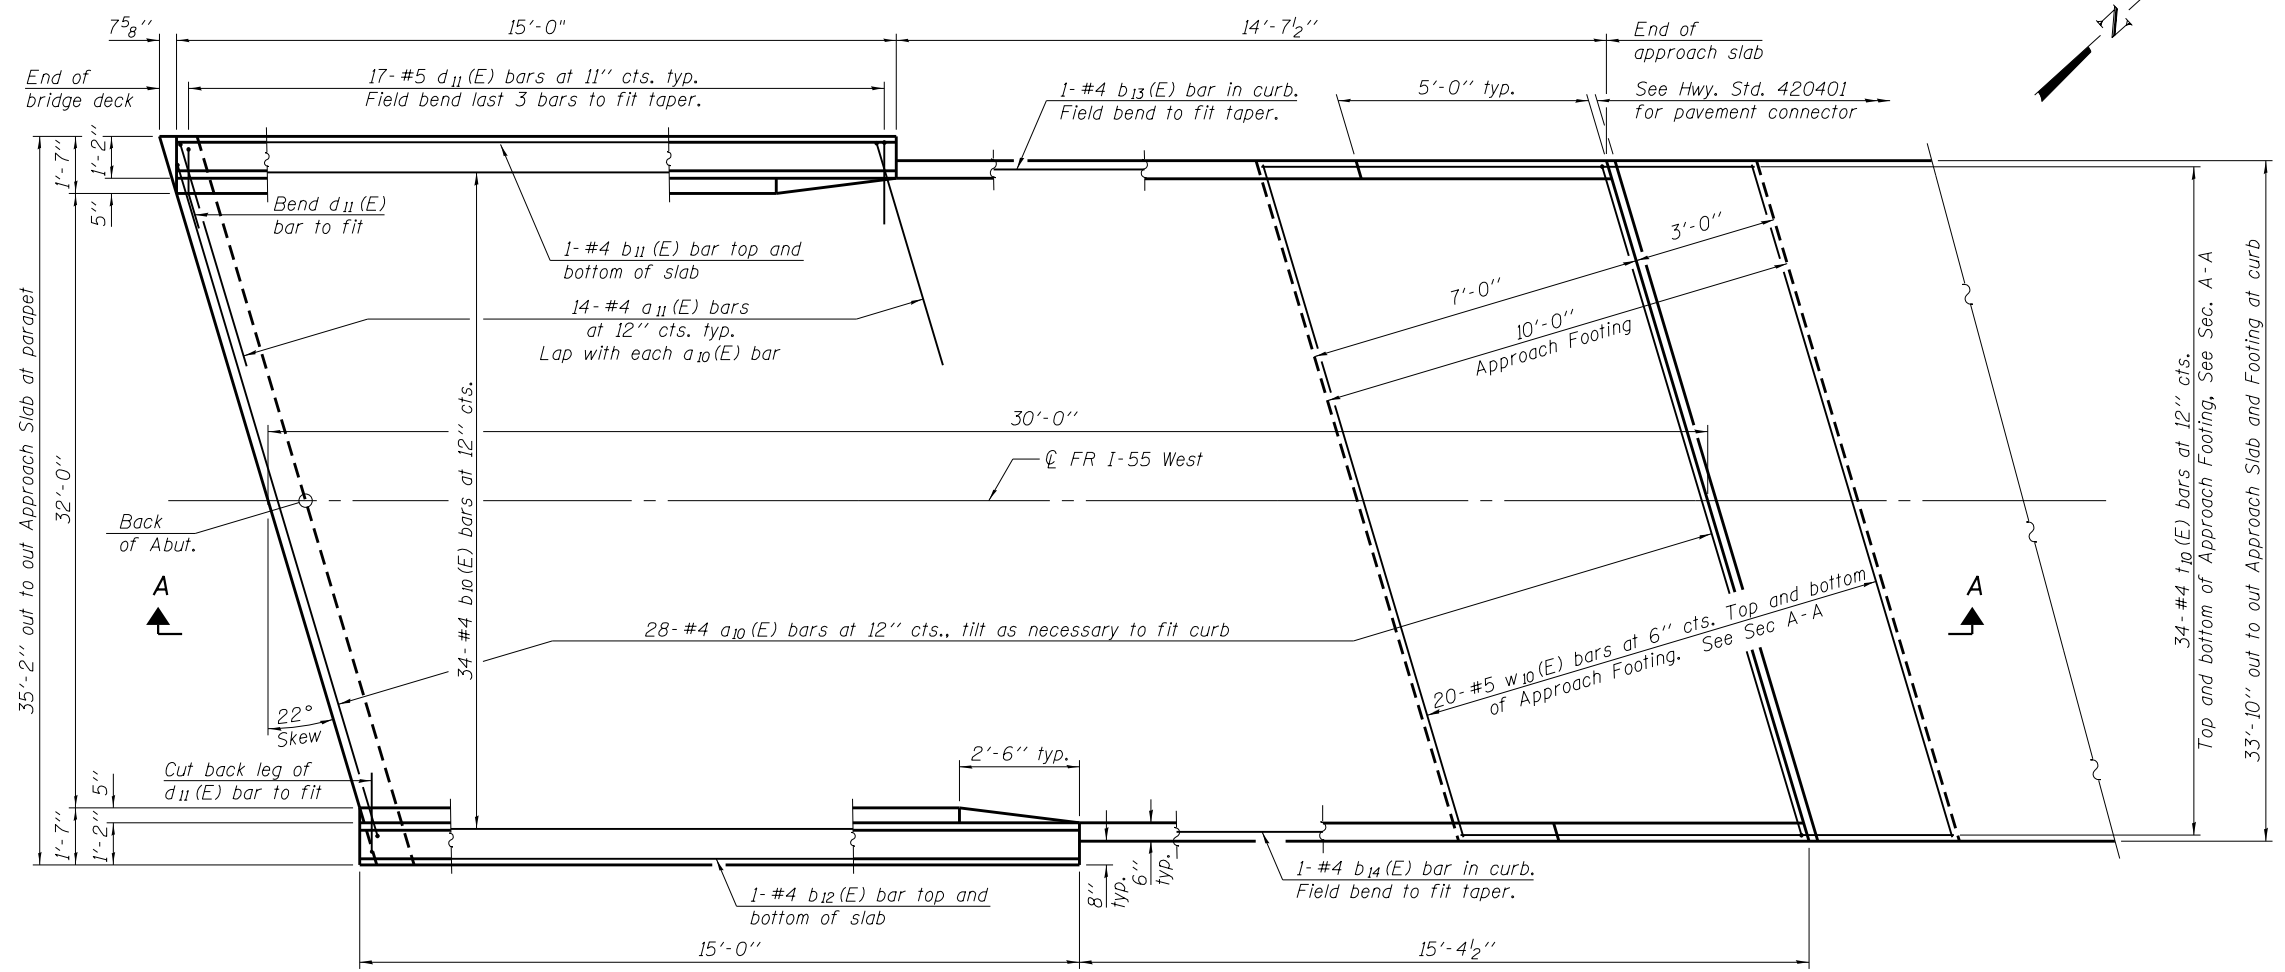 7 5/8''
15'-0"
14'-7 1/2''
End of
approach slab
N
End of
bridge deck
17- #5 d11(E) bars at 11'' cts. typ.
Field bend last 3 bars to fit taper.
1- #4 b13(E) bar in curb.
Field bend to fit taper.
5'-0'' typ.
See Hwy. Std. 420401
for pavement connector
1'-7''
1'-2''
5''
Bend d11(E)
bar to fit
1- #4 b11(E) bar top and
bottom of slab
14- #4 a11(E) bars
at 12'' cts. typ.
Lap with each a10(E) bar
3'-0''
7'-0''
10'-0''
Approach Footing
35'-2'' out to out Approach Slab at parapet
32'-0''
34- #4 b10(E) bars at 12'' cts.
30'-0''
℄ FR I-55 West
Back
of Abut.
A
A
28- #4 a10(E) bars at 12'' cts., tilt as necessary to fit curb
20- #5 w10(E) bars at 6'' cts. Top and bottom
of Approach Footing. See Sec A-A
34- #4 t10(E) bars at 12'' cts.
Top and bottom of Approach Footing, See Sec. A-A
33'-10'' out to out Approach Slab and Footing at curb
22°
Skew
Cut back leg of
d11(E) bar to fit
5''
1'-7''
1'-2''
2'-6'' typ.
6''
typ.
8''
typ.
1- #4 b14(E) bar in curb.
Field bend to fit taper.
1- #4 b12(E) bar top and
bottom of slab
15'-0''
15'-4 1/2''